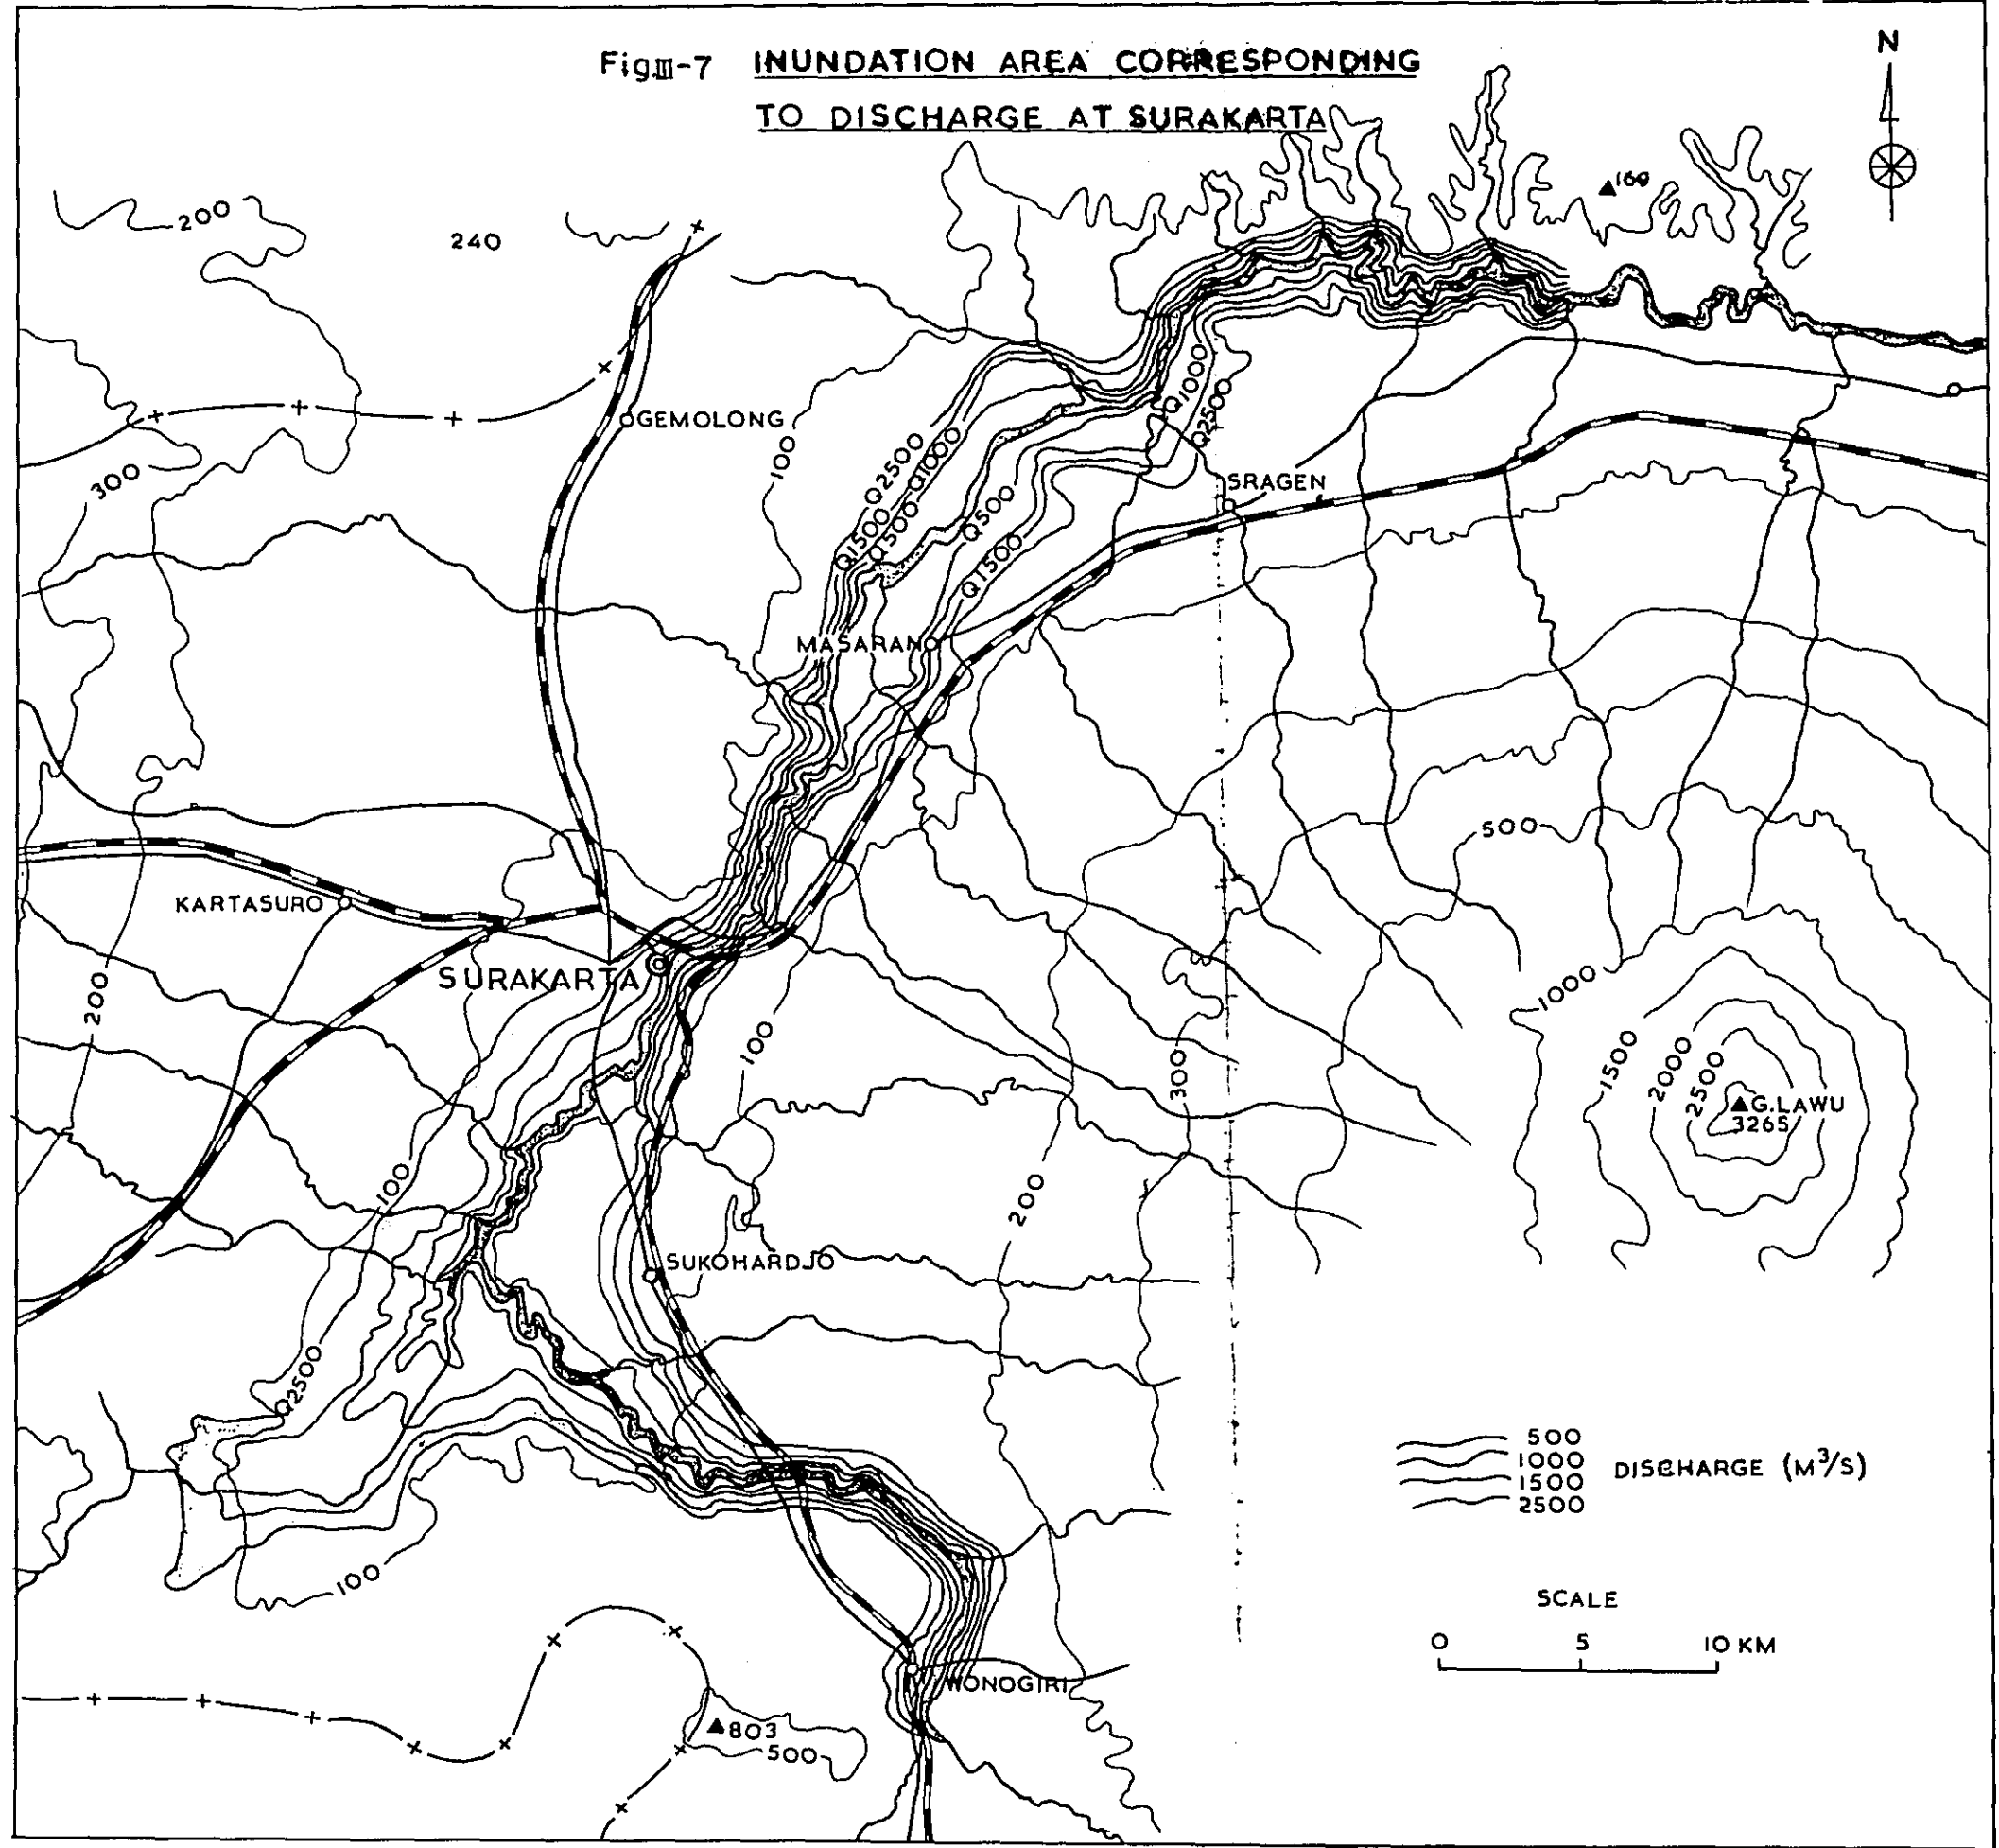 Fig III-7 INUNDATION AREA CORRESPONDING
TO DISCHARGE AT SURAKARTA
N
160
200
240
GEMOLONG
100
300
Q1000
Q2500
Q1500-Q2500
Q500-Q1000
Q500
Q1500
SRAGEN
MASARAN
500
KARTASURO
SURAKARTA
200
100
1000
1500
2000
2500
G.LAWU
3265
300
100
200
SUKOHARDJO
Q2500
500
1000
1500
2500
DISCHARGE (M³/S)
100
SCALE
0 5 10 KM
WONOGIRI
803
500